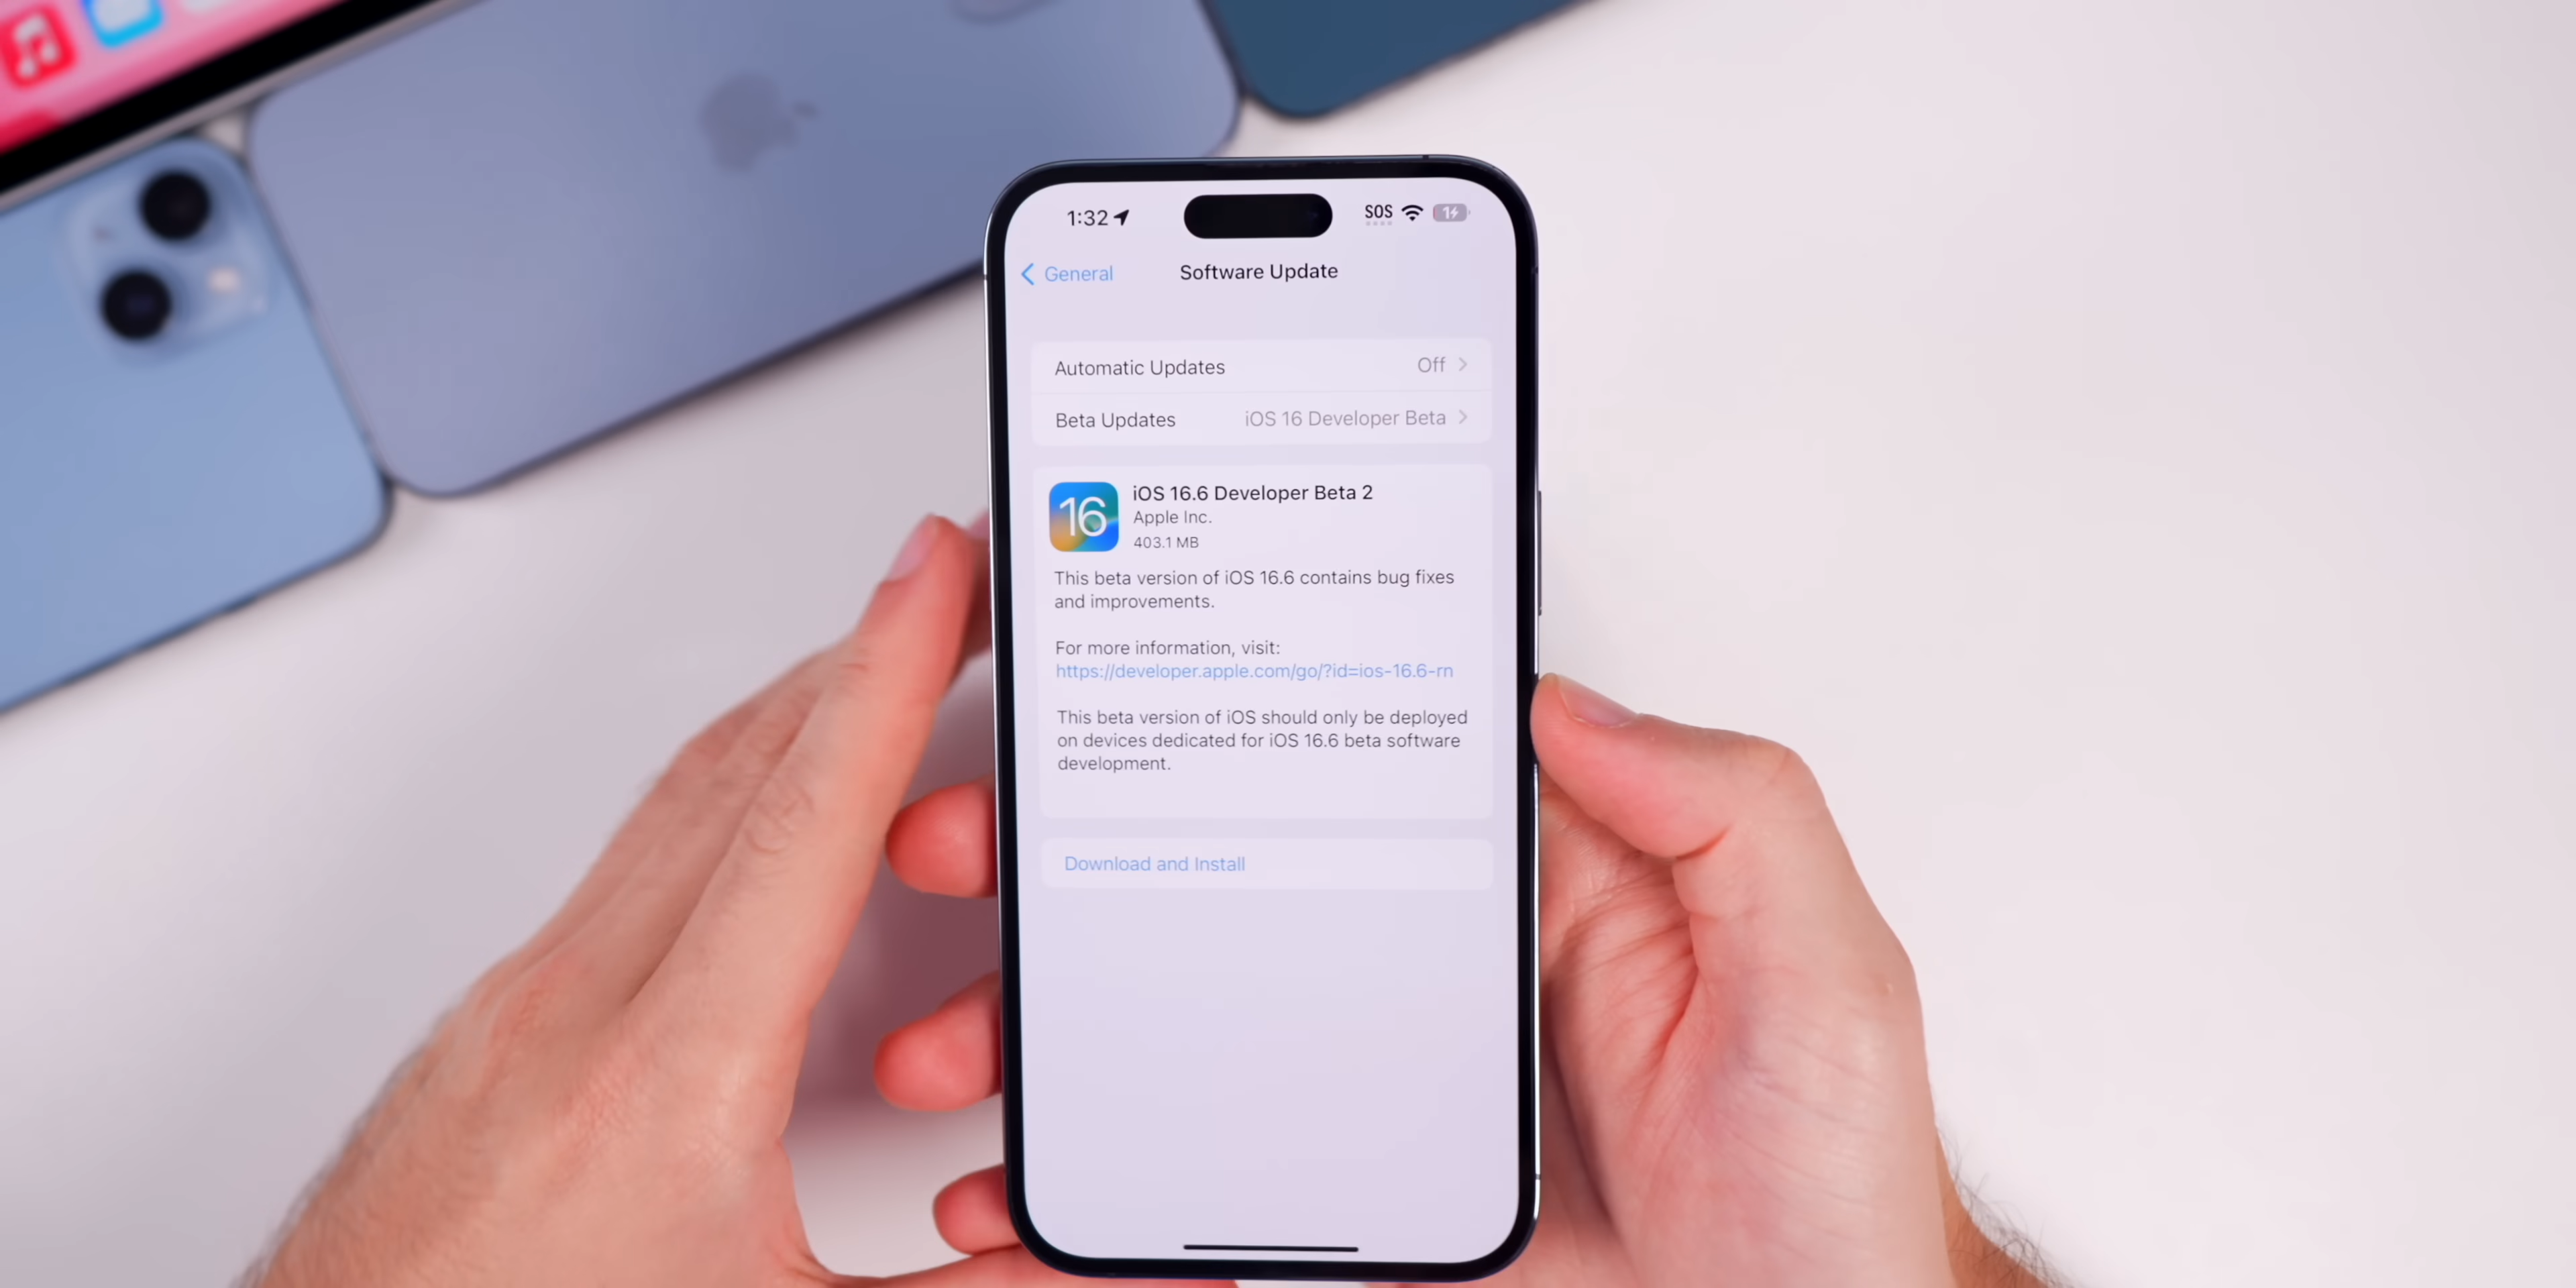 1:32
SOS
1
General
Software Update
Automatic Updates
Off
Beta Updates
iOS 16 Developer Beta
16
iOS 16.6 Developer Beta 2
Apple Inc.
403.1 MB
This beta version of iOS 16.6 contains bug fixes
and improvements.
For more information, visit:
https://developer.apple.com/go/?id=ios-16.6-rn
This beta version of iOS should only be deployed
on devices dedicated for iOS 16.6 beta software
development.
Download and Install